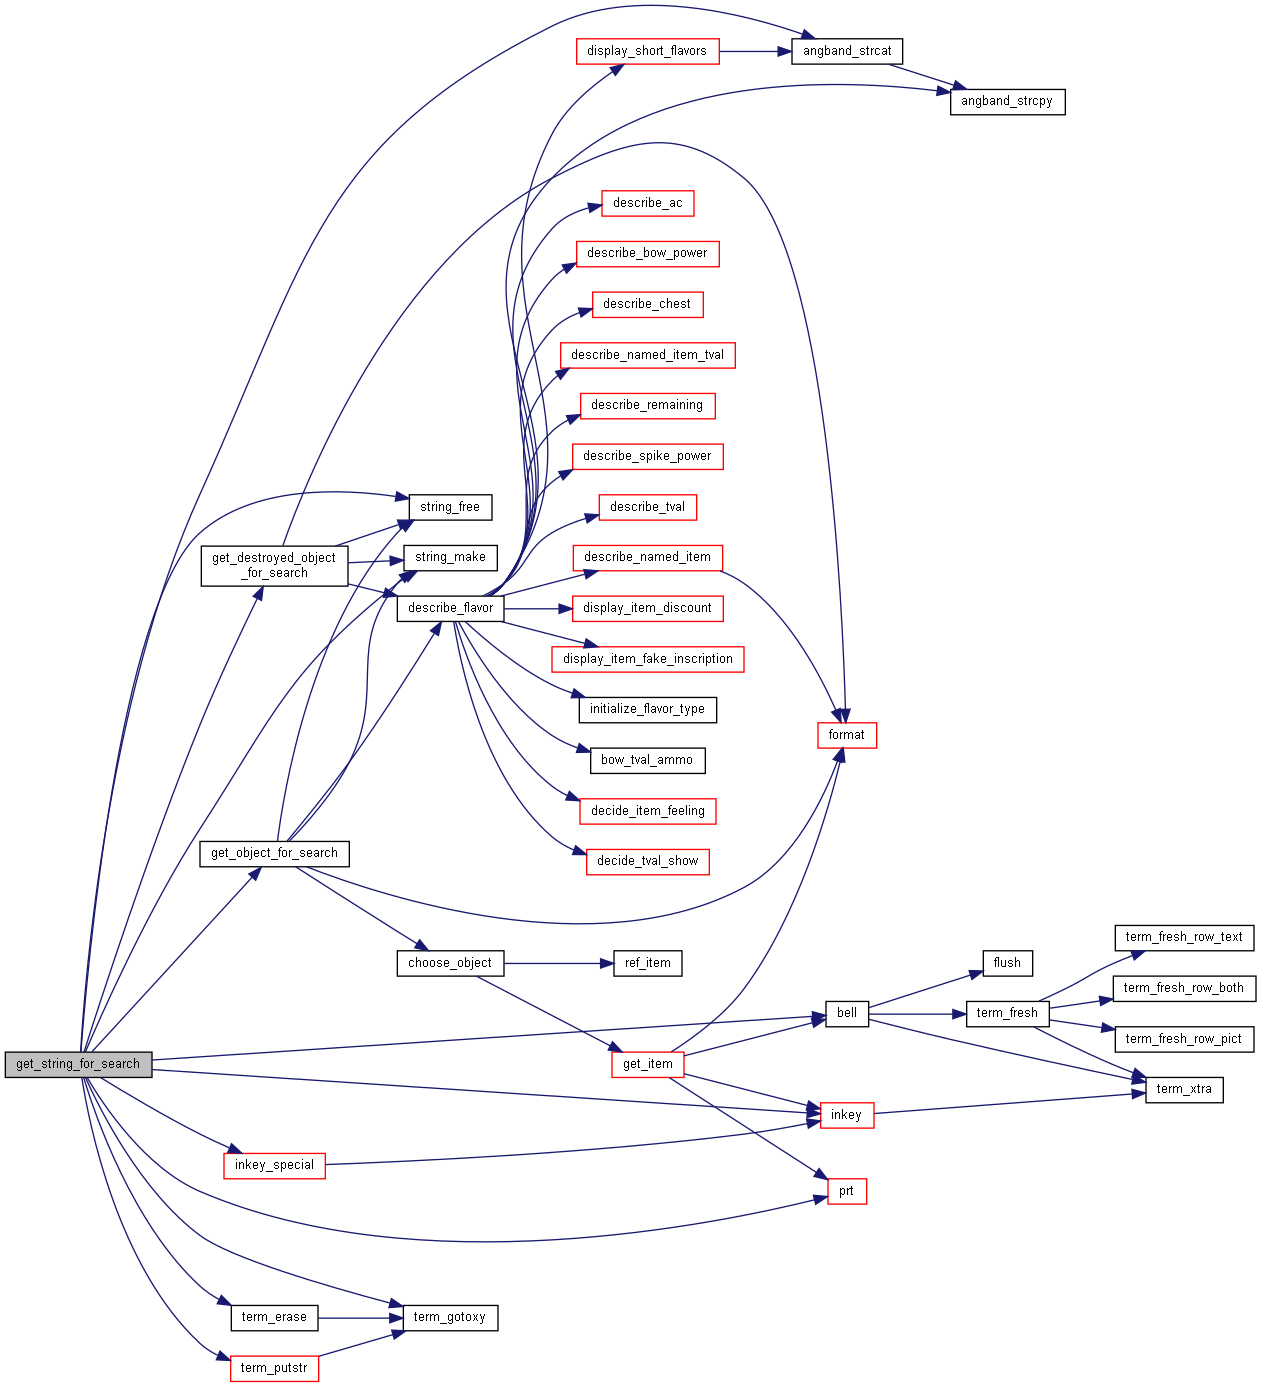 display_short_flavors
angband_strcat
angband_strcpy
describe_ac
describe_bow_power
describe_chest
describe_named_item_tval
describe_remaining
describe_spike_power
string_free
describe_tval
get_destroyed_object
_for_search
string_make
describe_named_item
describe_flavor
display_item_discount
display_item_fake_inscription
initialize_flavor_type
format
bow_tval_ammo
decide_item_feeling
get_object_for_search
decide_tval_show
term_fresh_row_text
choose_object
ref_item
flush
term_fresh_row_both
bell
term_fresh
term_fresh_row_pict
get_string_for_search
get_item
term_xtra
inkey
inkey_special
prt
term_erase
term_gotoxy
term_putstr